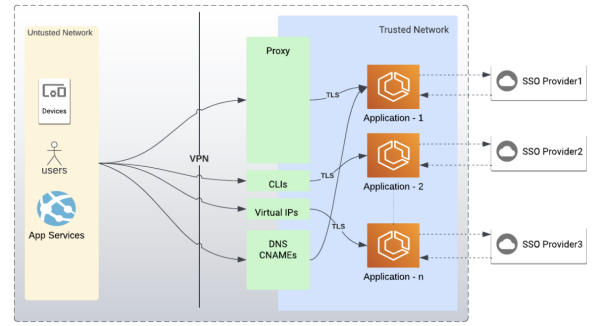 Untrusted Network
Trusted Network
Proxy
Devices
users
App Services
VPN
CLIs
Virtual IPs
DNS
CNAMEs
TLS
TLS
TLS
Application - 1
Application - 2
Application - n
SSO Provider1
SSO Provider2
SSO Provider3